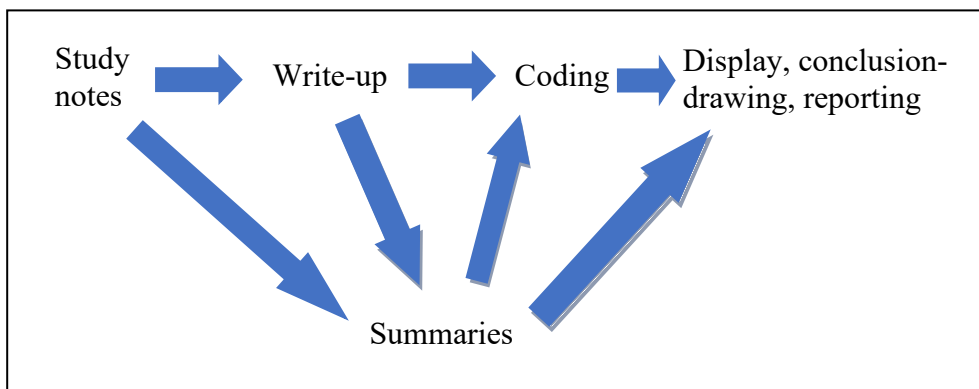 Study
notes
Write-up
Coding
Display, conclusion-
drawing, reporting
Summaries